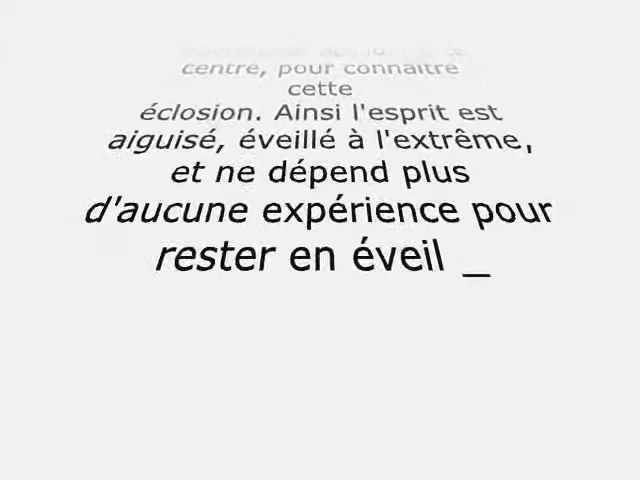 centre, pour connaître
cette
éclosion. Ainsi l'esprit est
aiguisé, éveillé à l'extrême,
et ne dépend plus
d'aucune expérience pour
rester en éveil _